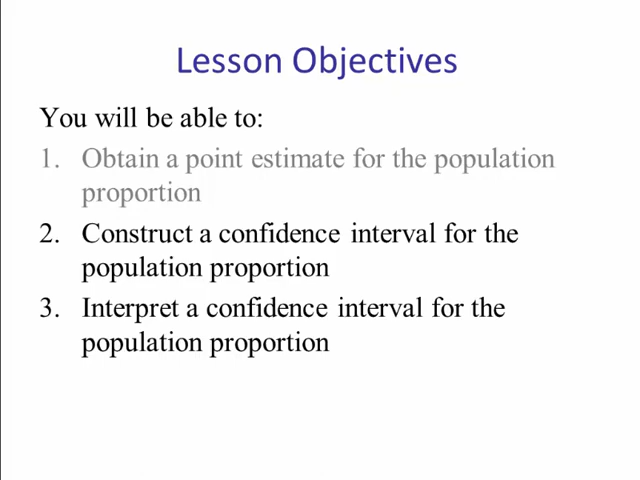 Lesson Objectives
You will be able to:
1. Obtain a point estimate for the population
proportion
2. Construct a confidence interval for the
population proportion
3. Interpret a confidence interval for the
population proportion